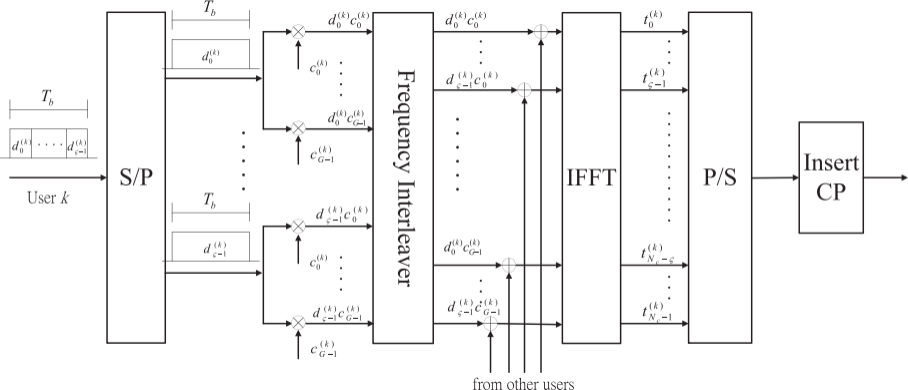 T_b
d_0^{(k)}
T_b
d_0^{(k)} · · · · d_{ς-1}^{(k)}
User k
S/P
T_b
d_{ς-1}^{(k)}
d_0^{(k)}c_0^{(k)}
c_0^{(k)}
d_0^{(k)}c_{G-1}^{(k)}
c_{G-1}^{(k)}
d_{ς-1}^{(k)}c_0^{(k)}
c_0^{(k)}
d_{ς-1}^{(k)}c_{G-1}^{(k)}
c_{G-1}^{(k)}
Frequency Interleaver
d_0^{(k)}c_0^{(k)}
d_{ς-1}^{(k)}c_0^{(k)}
d_0^{(k)}c_{G-1}^{(k)}
d_{ς-1}^{(k)}c_{G-1}^{(k)}
from other users
IFFT
t_0^{(k)}
t_{ς-1}^{(k)}
t_{N_c-ς}^{(k)}
t_{N_c-1}^{(k)}
P/S
Insert
CP